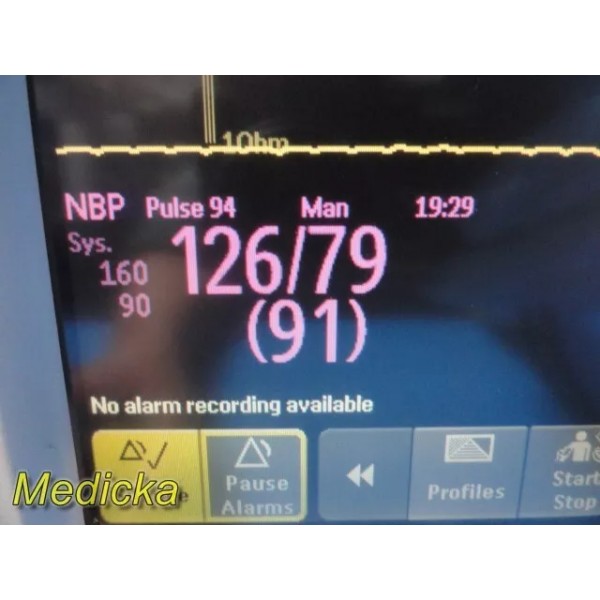 1Ohm
NBP Pulse 94 Man 19:29
Sys. 126/79
160
90 (91)
No alarm recording available
Pause Alarms
Profiles
Start Stop
Medicka